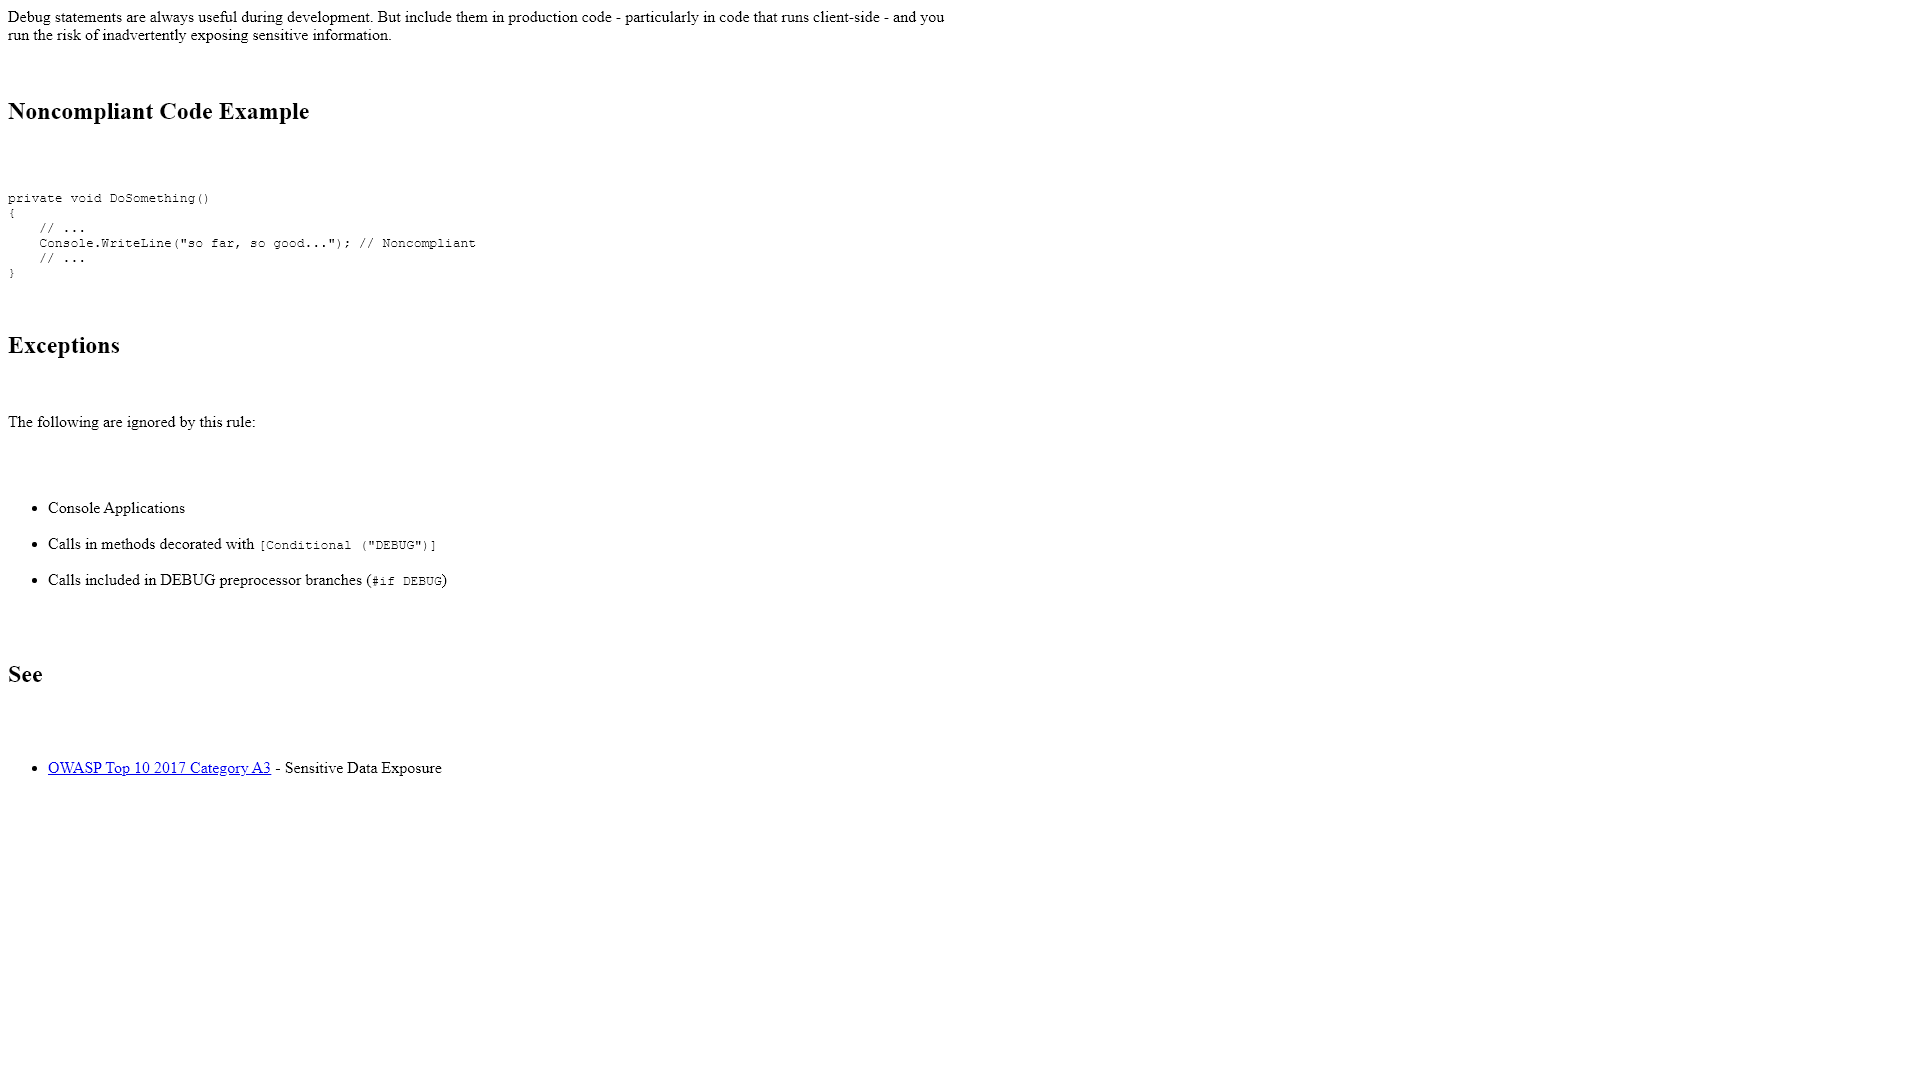 Debug statements are always useful during development. But include them in production code - particularly in code that runs client-side - and you
run the risk of inadvertently exposing sensitive information.
Noncompliant Code Example
private void DoSomething()
{
    // ...
    Console.WriteLine("so far, so good..."); // Noncompliant
    // ...
}
Exceptions
The following are ignored by this rule:
• Console Applications
• Calls in methods decorated with [Conditional ("DEBUG")]
• Calls included in DEBUG preprocessor branches (#if DEBUG)
See
• OWASP Top 10 2017 Category A3 - Sensitive Data Exposure